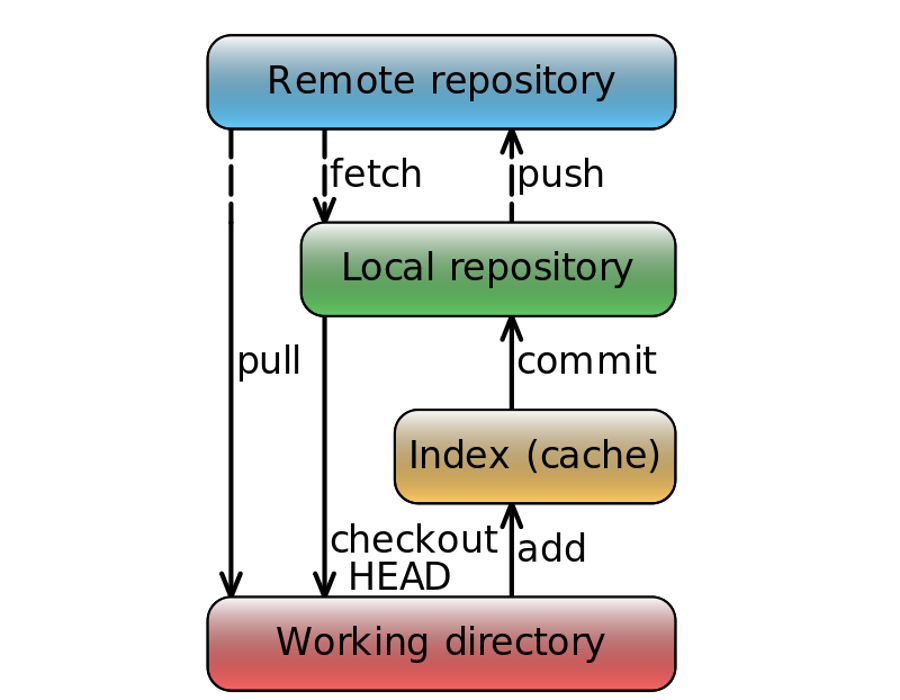 Remote repository
fetch
push
Local repository
pull
commit
Index (cache)
checkout
HEAD
add
Working directory